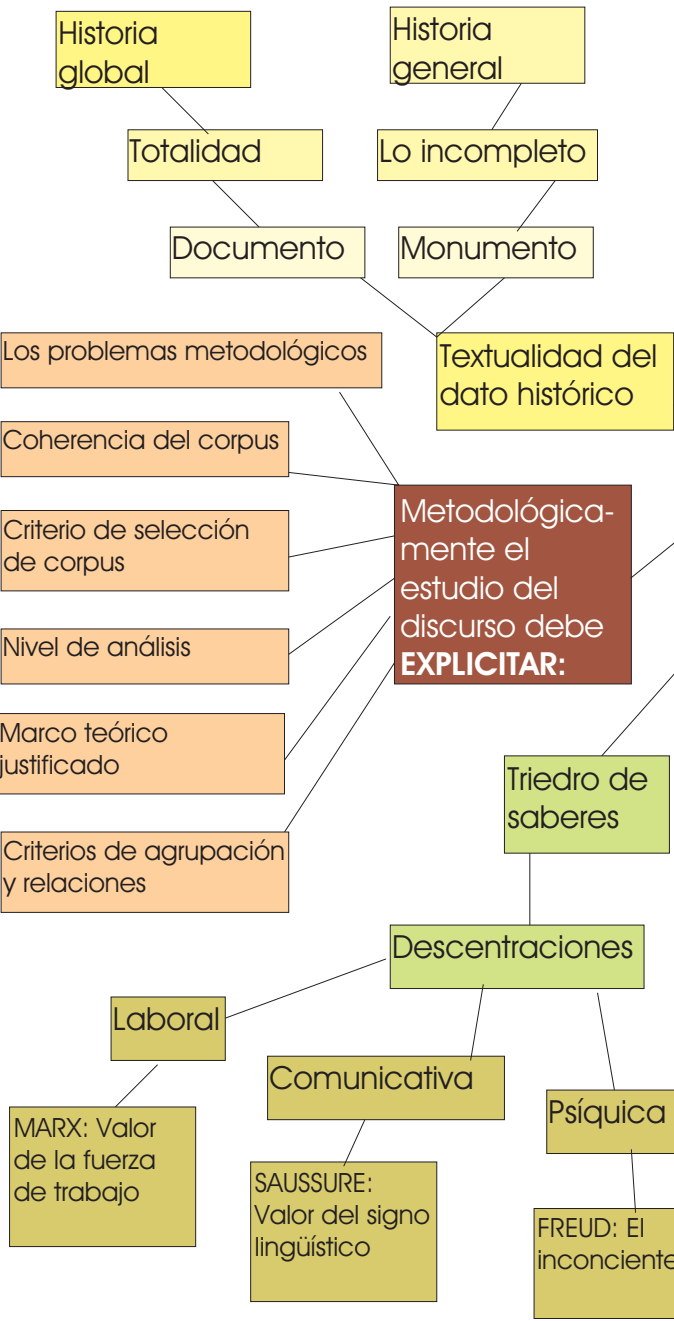 Historia
global
Historia
general
Totalidad
Lo incompleto
Documento
Monumento
Los problemas metodológicos
Textualidad del
dato histórico
Coherencia del corpus
Criterio de selección
de corpus
Nivel de análisis
Marco teórico
justificado
Criterios de agrupación
y relaciones
Metodológica-
mente el
estudio del
discurso debe
EXPLICITAR:
Triedro de
saberes
Descentraciones
Laboral
Comunicativa
Psíquica
MARX: Valor
de la fuerza
de trabajo
SAUSSURE:
Valor del signo
lingüístico
FREUD: El
inconciente